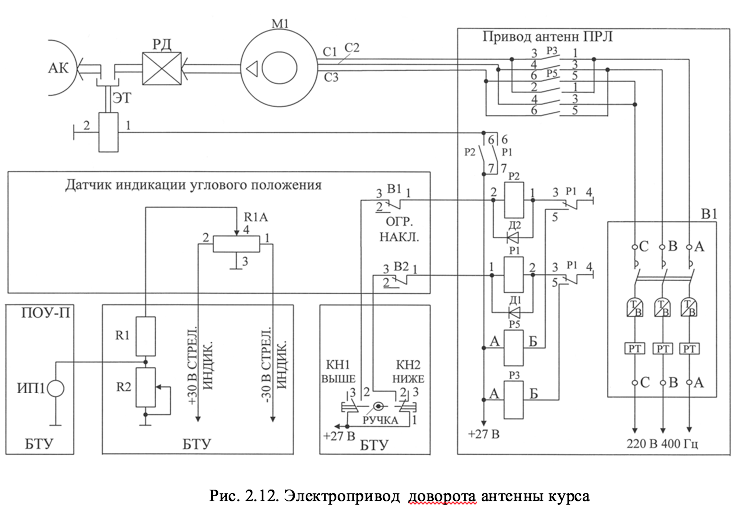 М1
Привод антенн ПРЛ
РД
С1
С2
С3
АК
ЭТ
2
1
3
Р3
1
4
3
6
Р5
5
2
1
4
3
6
5
Р2
6
6
Р1
7
7
Датчик индикации углового положения
R1А
4
2
1
3
3
В1
1
2
ОГР.
НАКЛ.
Р2
2
1
3
Р1
4
5
Д2
3
В2
1
2
Р1
1
2
3
Р1
4
5
Д1
В1
С
В
А
Т
В
Т
В
Т
В
РТ
РТ
РТ
С
В
А
ПОУ-П
R1
R2
ИП1
+30 В СТРЕЛ.
ИНДИК.
-30 В СТРЕЛ.
ИНДИК.
КН1
ВЫШЕ
КН2
НИЖЕ
3
2
2
3
1
РУЧКА
+27 В
Р5
А
Б
Р3
А
Б
+27 В
220 В 400 Гц
БТУ
БТУ
БТУ
Рис. 2.12. Электропривод доворота антенны курса